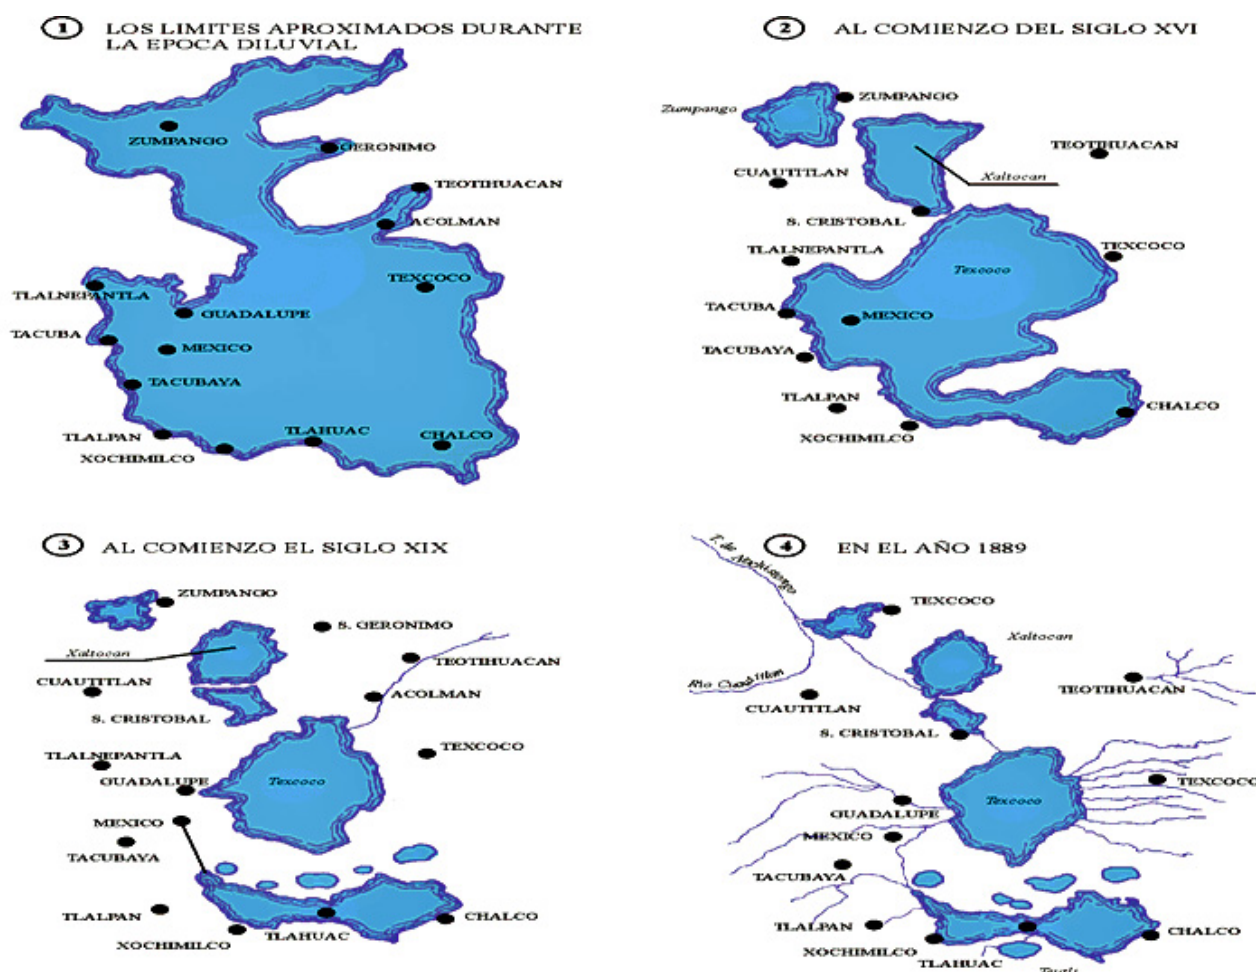 1 LOS LIMITES APROXIMADOS DURANTE
LA EPOCA DILUVIAL
ZUMPANGO
GERONIMO
TEOTIHUACAN
ACOLMAN
TEXCOCO
TLALNEPANTLA
GUADALUPE
TACUBA
MEXICO
TACUBAYA
TLALPAN
TLAHUAC
CHALCO
XOCHIMILCO
2 AL COMIENZO DEL SIGLO XVI
Zumpango
ZUMPANGO
TEOTIHUACAN
CUAUTITLAN
Xaltocan
S. CRISTOBAL
TLALNEPANTLA
TEXCOCO
Texcoco
TACUBA
MEXICO
TACUBAYA
TLALPAN
CHALCO
XOCHIMILCO
3 AL COMIENZO EL SIGLO XIX
ZUMPANGO
S. GERONIMO
Xaltocan
TEOTIHUACAN
CUAUTITLAN
ACOLMAN
S. CRISTOBAL
TLALNEPANTLA
TEXCOCO
GUADALUPE
Texcoco
MEXICO
TACUBAYA
TLALPAN
CHALCO
XOCHIMILCO
TLAHUAC
4 EN EL AÑO 1889
T. de Nochistongo
TEXCOCO
Xaltocan
Rio Cuautitlan
TEOTIHUACAN
CUAUTITLAN
S. CRISTOBAL
TEXCOCO
Texcoco
GUADALUPE
MEXICO
TACUBAYA
TLALPAN
CHALCO
XOCHIMILCO
TLAHUAC